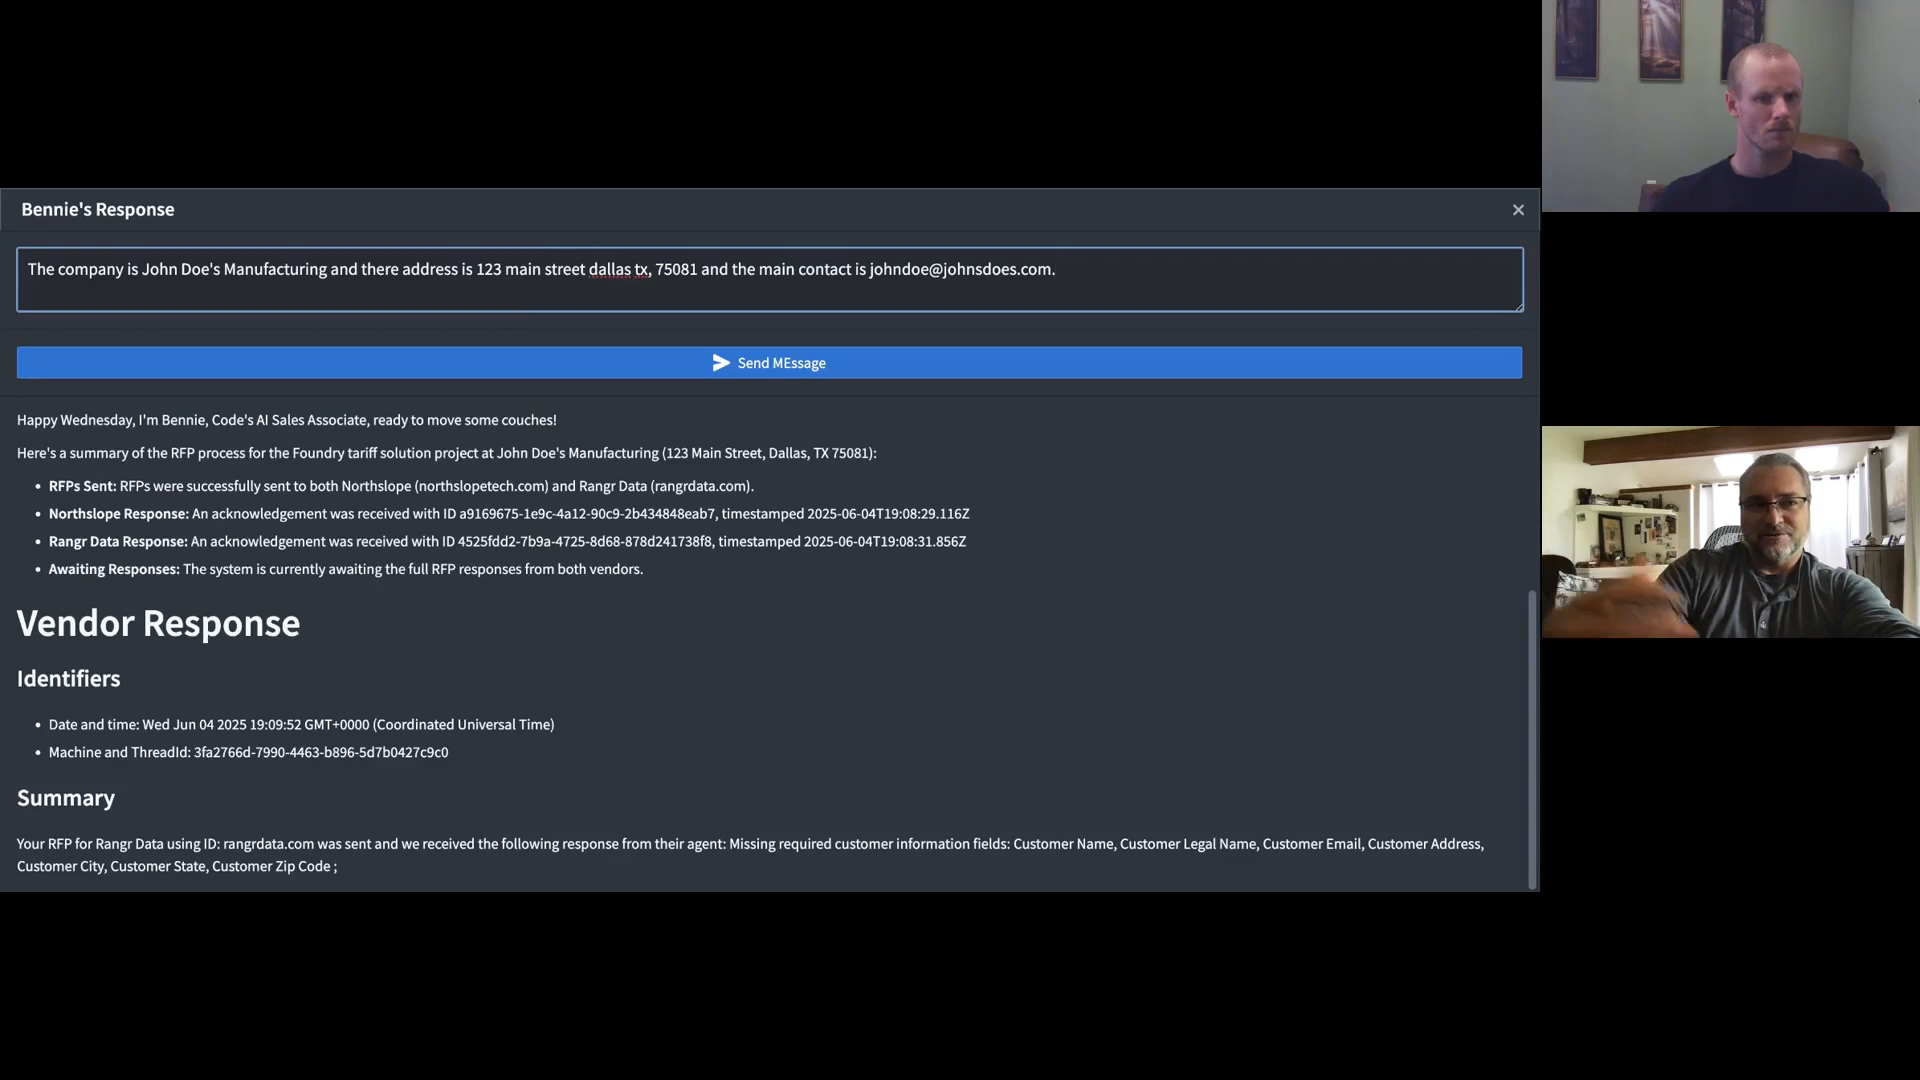 Bennie's Response
The company is John Doe's Manufacturing and there address is 123 main street dallas tx, 75081 and the main contact is johndoe@johnsdoes.com.
Send MEssage
Happy Wednesday, I'm Bennie, Code's AI Sales Associate, ready to move some couches!
Here's a summary of the RFP process for the Foundry tariff solution project at John Doe's Manufacturing (123 Main Street, Dallas, TX 75081):
• RFPs Sent: RFPs were successfully sent to both Northslope (northslopetech.com) and Rangr Data (rangrdata.com).
• Northslope Response: An acknowledgement was received with ID a9169675-1e9c-4a12-90c9-2b434848eab7, timestamped 2025-06-04T19:08:29.116Z
• Rangr Data Response: An acknowledgement was received with ID 4525fdd2-7b9a-4725-8d68-878d241738f8, timestamped 2025-06-04T19:08:31.856Z
• Awaiting Responses: The system is currently awaiting the full RFP responses from both vendors.
Vendor Response
Identifiers
• Date and time: Wed Jun 04 2025 19:09:52 GMT+0000 (Coordinated Universal Time)
• Machine and ThreadId: 3fa2766d-7990-4463-b896-5d7b0427c9c0
Summary
Your RFP for Rangr Data using ID: rangrdata.com was sent and we received the following response from their agent: Missing required customer information fields: Customer Name, Customer Legal Name, Customer Email, Customer Address,
Customer City, Customer State, Customer Zip Code ;